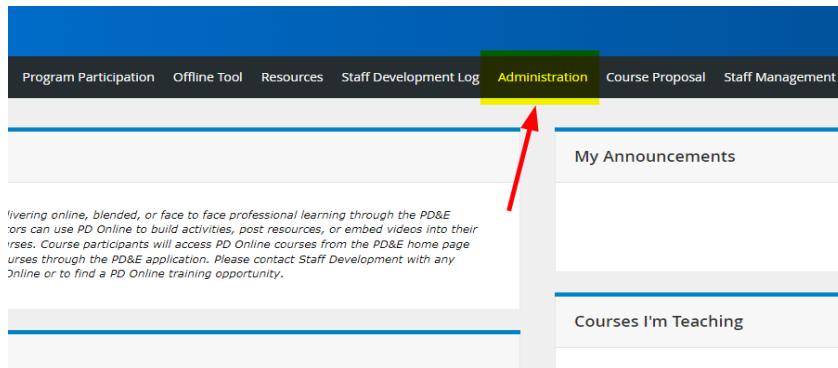 Program Participation Offline Tool Resources Staff Development Log Administration Course Proposal Staff Management
My Announcements
livering online, blended, or face to face professional learning through the PD&E
tors can use PD Online to build activities, post resources, or embed videos into their
urses. Course participants will access PD Online courses from the PD&E home page
urses through the PD&E application. Please contact Staff Development with any
Online or to find a PD Online training opportunity.
Courses I'm Teaching